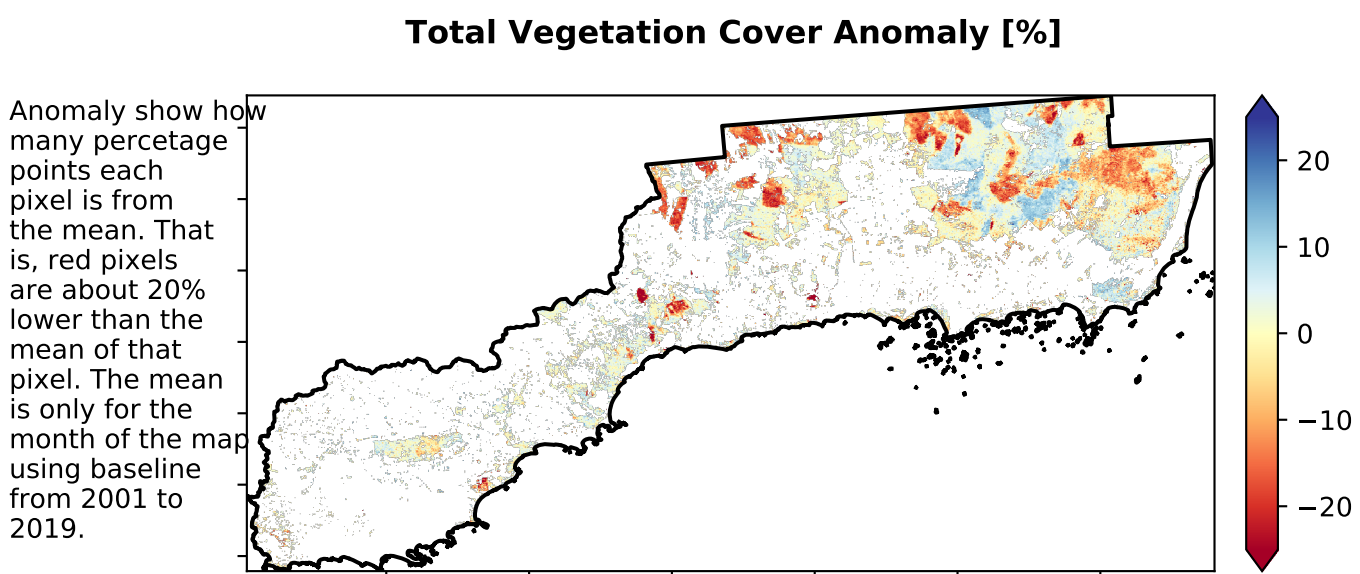 Total Vegetation Cover Anomaly [%]
Anomaly show how
many percetage
points each
pixel is from
the mean. That
is, red pixels
are about 20%
lower than the
mean of that
pixel. The mean
is only for the
month of the map
using baseline
from 2001 to
2019.
20
10
0
−10
−20